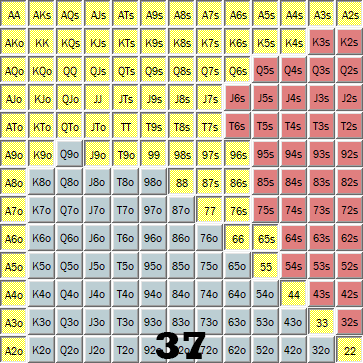 AA AKs AQs AJs ATs A9s A8s A7s A6s A5s A4s A3s A2s
AKo KK KQs KJs KTs K9s K8s K7s K6s K5s K4s K3s K2s
AQo KQo QQ QJs QTs Q9s Q8s Q7s Q6s Q5s Q4s Q3s Q2s
AJo KJo QJo JJ JTs J9s J8s J7s J6s J5s J4s J3s J2s
ATo KTo QTo JTo TT T9s T8s T7s T6s T5s T4s T3s T2s
A9o K9o Q9o J9o T9o 99 98s 97s 96s 95s 94s 93s 92s
A8o K8o Q8o J8o T8o 98o 88 87s 86s 85s 84s 83s 82s
A7o K7o Q7o J7o T7o 97o 87o 77 76s 75s 74s 73s 72s
A6o K6o Q6o J6o T6o 96o 86o 76o 66 65s 64s 63s 62s
A5o K5o Q5o J5o T5o 95o 85o 75o 65o 55 54s 53s 52s
A4o K4o Q4o J4o T4o 94o 84o 74o 64o 54o 44 43s 42s
A3o K3o Q3o J3o T3o 93o 83o 73o 63o 53o 43o 33 32s
A2o K2o Q2o J2o T2o 62o 52o 42o 32o 22
37